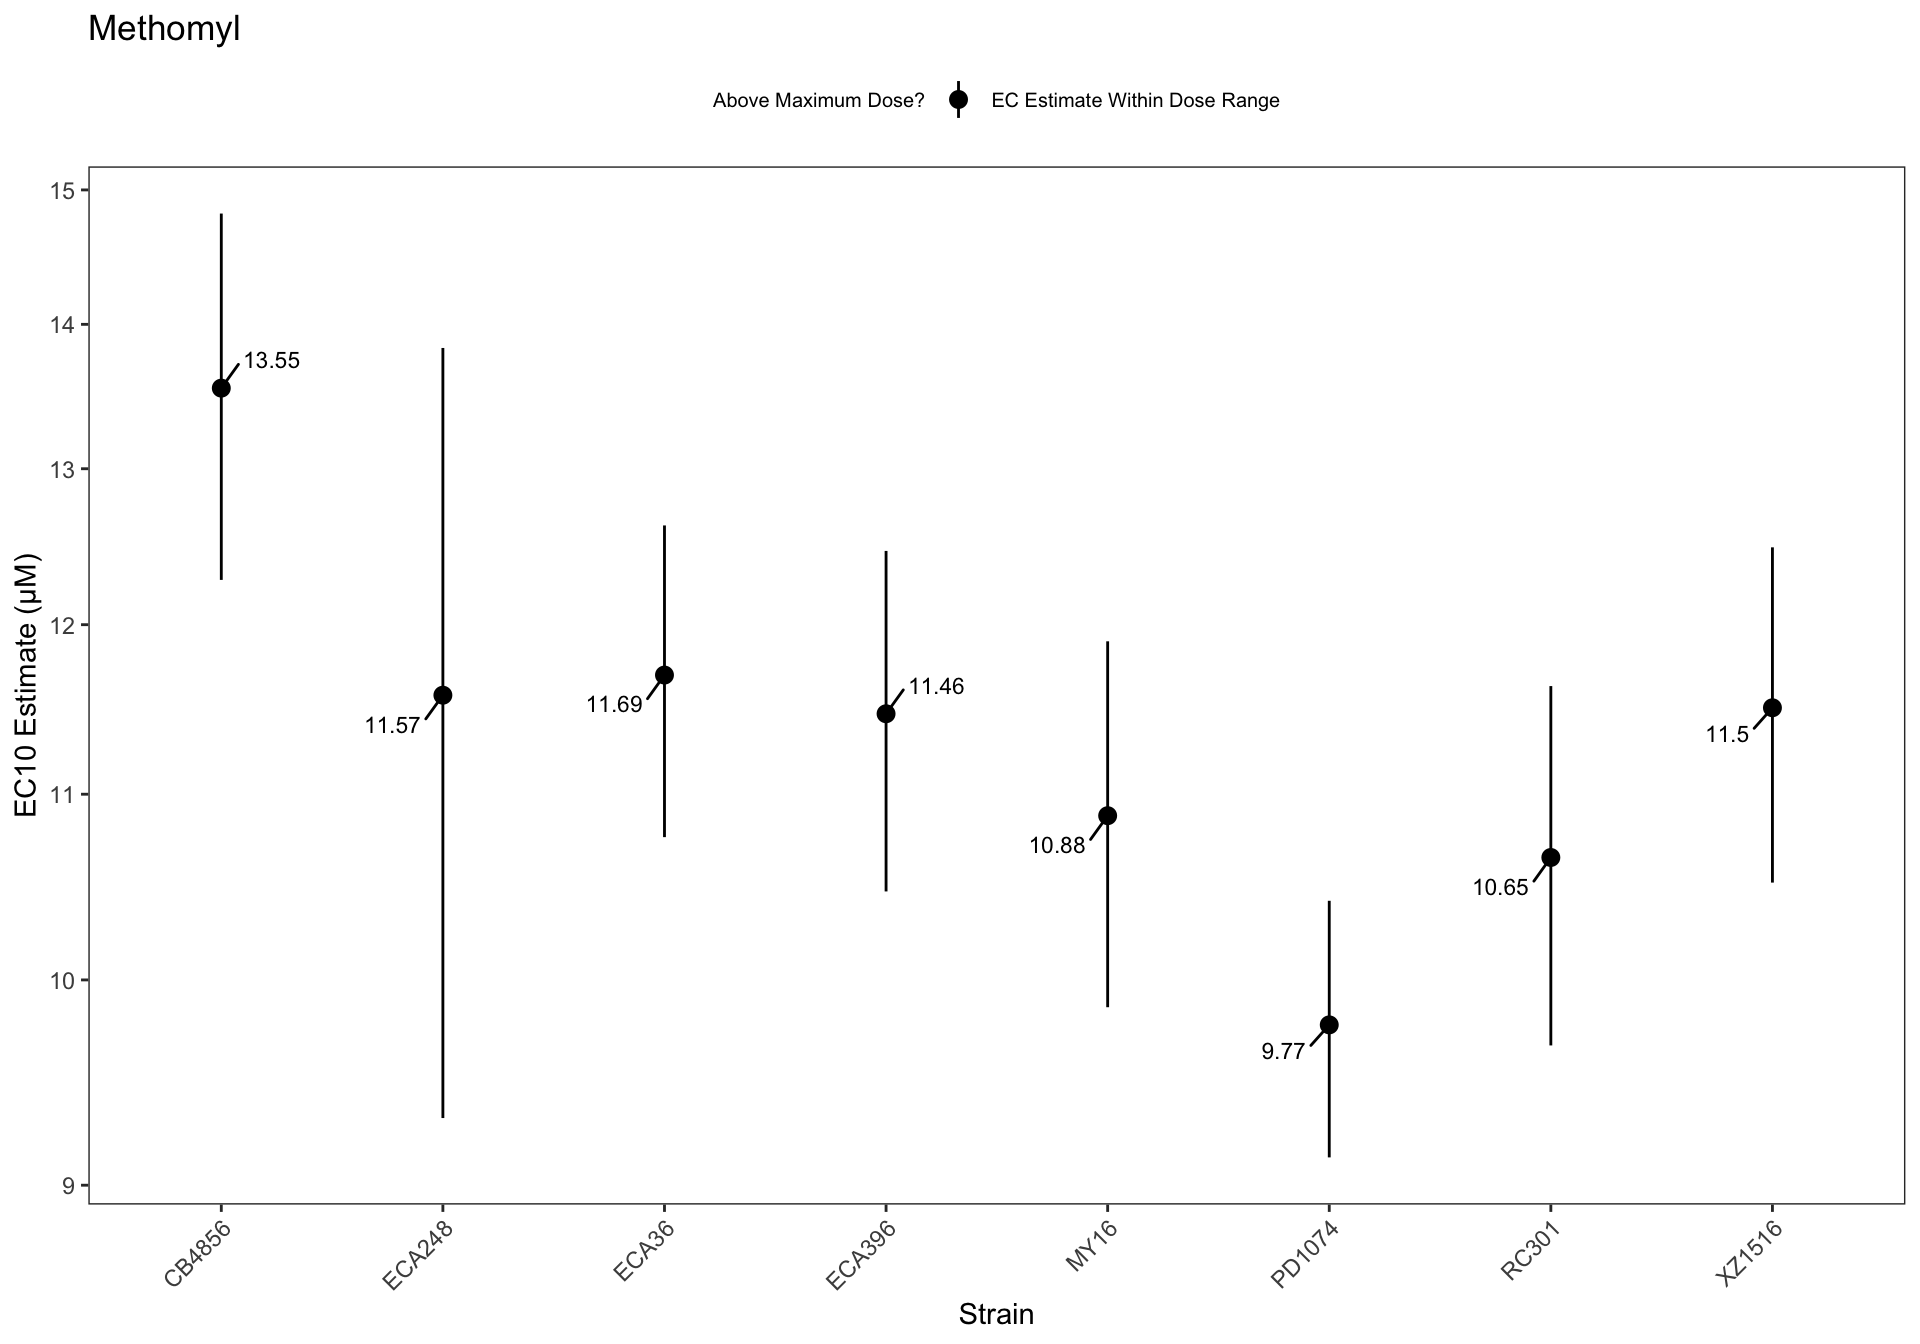 Methomyl
Above Maximum Dose? EC Estimate Within Dose Range
15
14
13
12
11
10
9
EC10 Estimate (µM)
13.55
11.57
11.69
11.46
10.88
9.77
10.65
11.5
CB4856
ECA248
ECA36
ECA396
MY16
PD1074
RC301
XZ1516
Strain